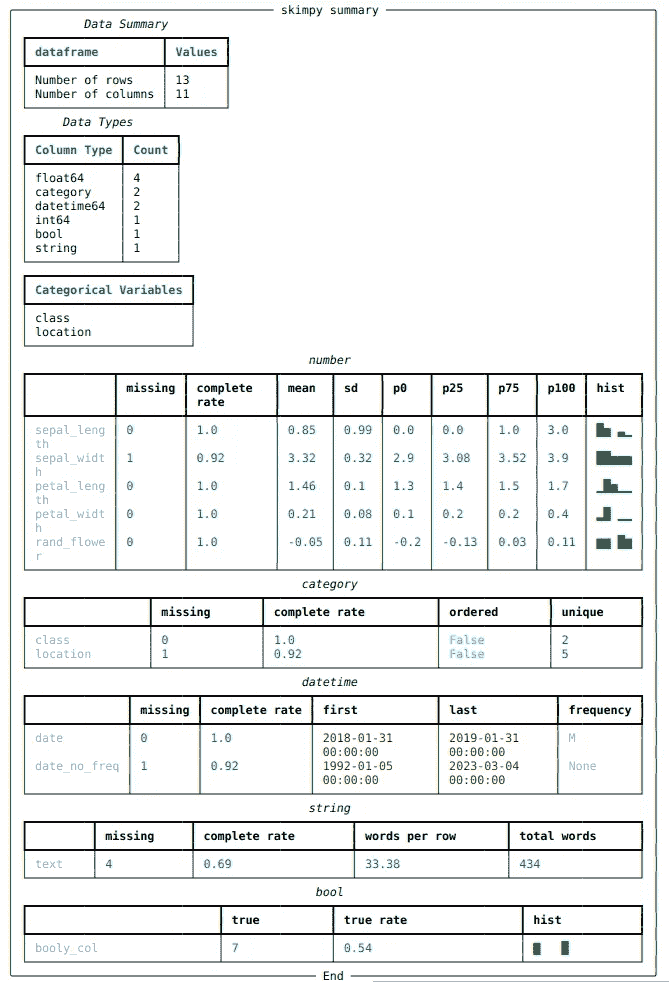 skimpy summary
Data Summary
dataframe Values
Number of rows 13
Number of columns 11
Data Types
Column Type Count
float64 4
category 2
datetime64 2
int64 1
bool 1
string 1
Categorical Variables
class
location
number
missing complete mean sd p0 p25 p75 p100 hist
rate
sepal_leng 0 1.0 0.85 0.99 0.0 0.0 1.0 3.0
th
sepal_widt 1 0.92 3.32 0.32 2.9 3.08 3.52 3.9
h
petal_leng 0 1.0 1.46 0.1 1.3 1.4 1.5 1.7
th
petal_widt 0 1.0 0.21 0.08 0.1 0.2 0.2 0.4
h
rand_flowe 0 1.0 -0.05 0.11 -0.2 -0.13 0.03 0.11
r
category
missing complete rate ordered unique
class 0 1.0 False 2
location 1 0.92 False 5
datetime
missing complete rate first last frequency
date 0 1.0 2018-01-31 2019-01-31 M
00:00:00 00:00:00
date_no_freq 1 0.92 1992-01-05 2023-03-04 None
00:00:00 00:00:00
string
missing complete rate words per row total words
text 4 0.69 33.38 434
bool
true true rate hist
booly_col 7 0.54
End